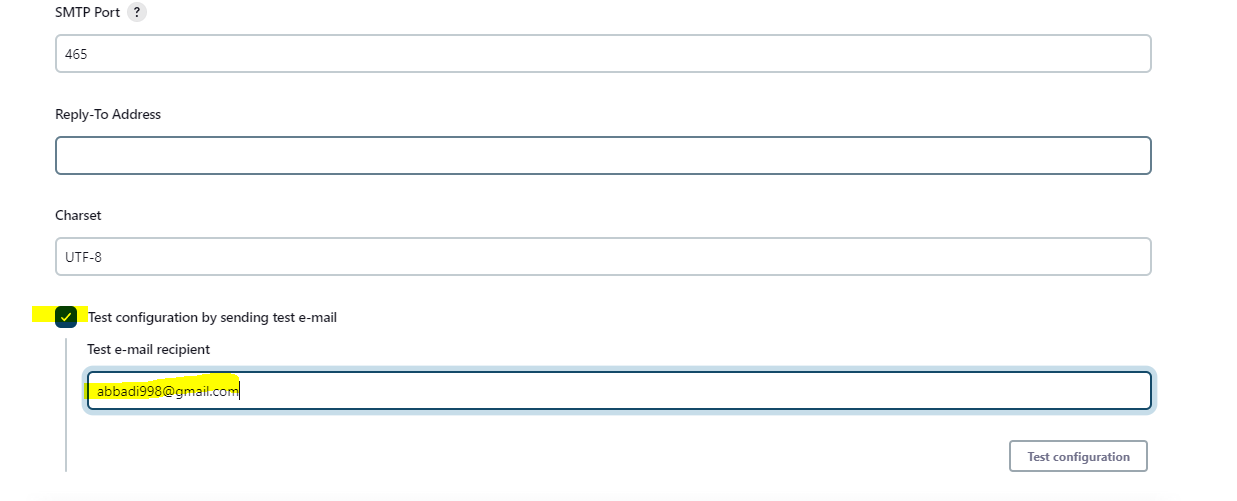 SMTP Port ?
465
Reply-To Address
Charset
UTF-8
Test configuration by sending test e-mail
Test e-mail recipient
abbadi998@gmail.com
Test configuration